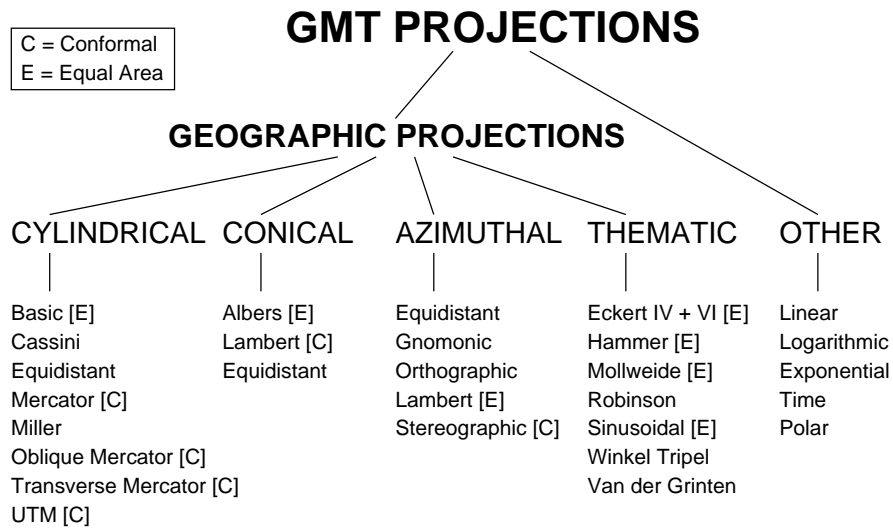 GMT PROJECTIONS
C = Conformal
E = Equal Area
GEOGRAPHIC PROJECTIONS
CYLINDRICAL
Basic [E]
Cassini
Equidistant
Mercator [C]
Miller
Oblique Mercator [C]
Transverse Mercator [C]
UTM [C]
CONICAL
Albers [E]
Lambert [C]
Equidistant
AZIMUTHAL
Equidistant
Gnomonic
Orthographic
Lambert [E]
Stereographic [C]
THEMATIC
Eckert IV + VI [E]
Hammer [E]
Mollweide [E]
Robinson
Sinusoidal [E]
Winkel Tripel
Van der Grinten
OTHER
Linear
Logarithmic
Exponential
Time
Polar